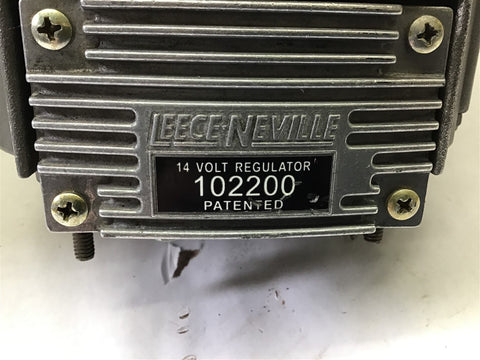 LEECE-NEVILLE
14 VOLT REGULATOR
102200
PATENTED